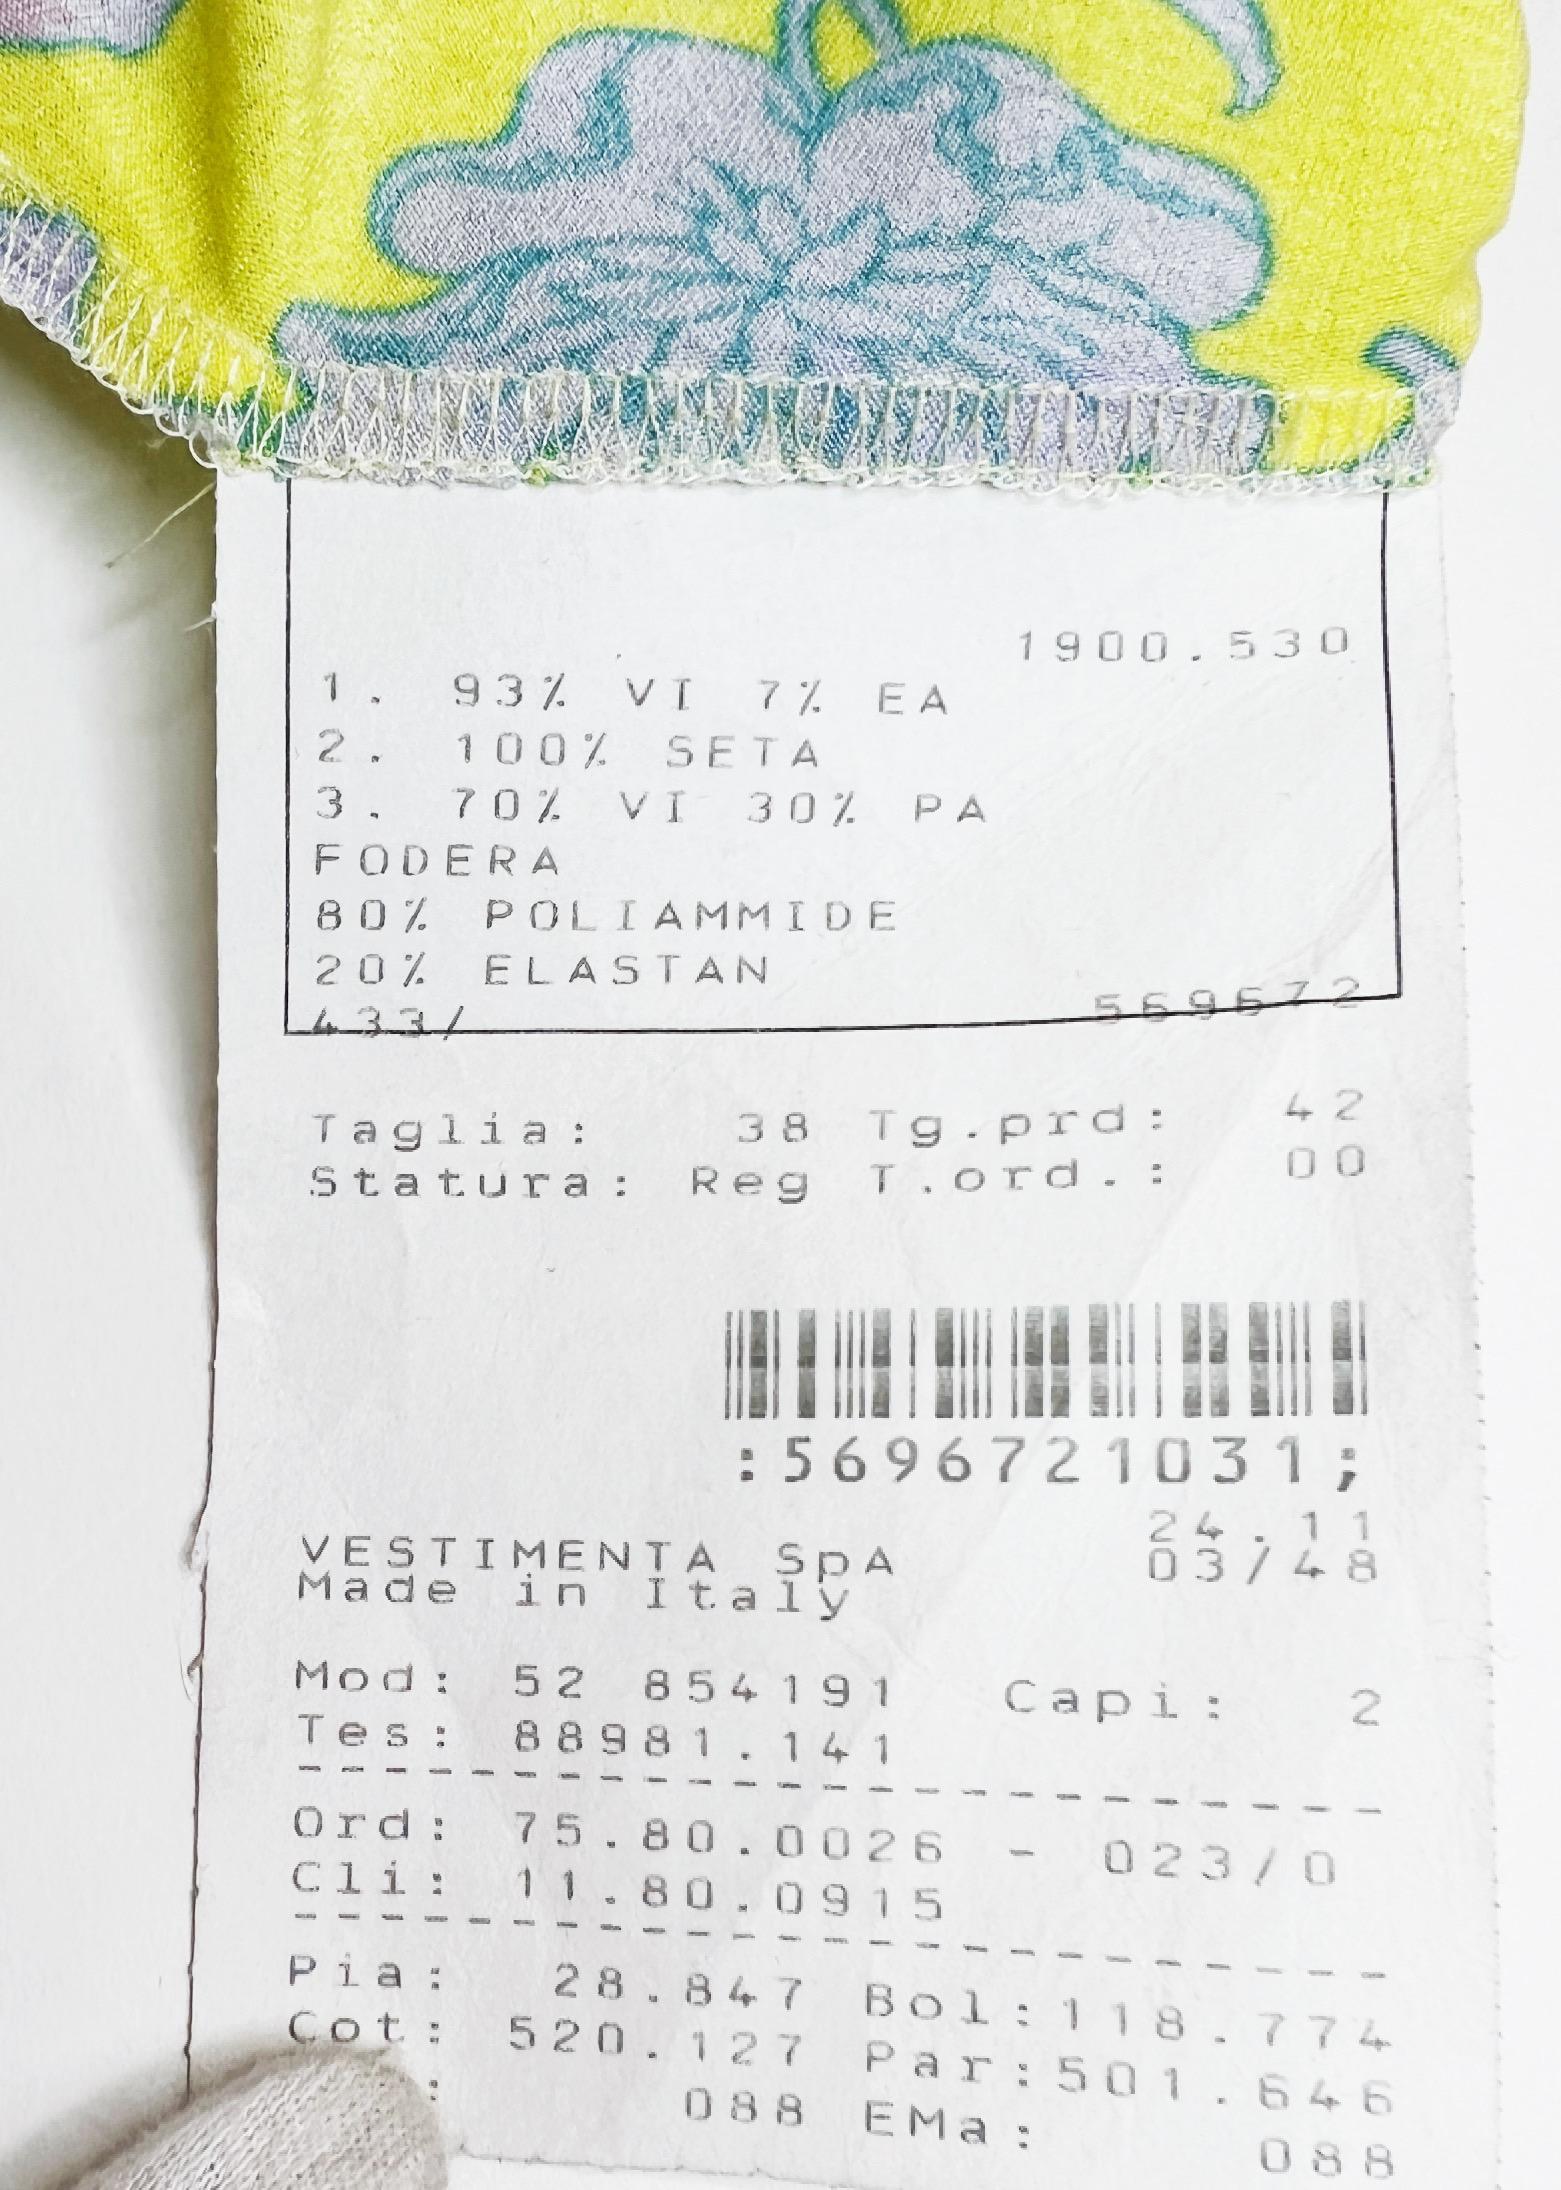 1900.530
1. 93% VI 7% EA
2. 100% SETA
3. 70% VI 30% PA
FODERA
80% POLIAMMIDE
20% ELASTAN
433/ 569672
Taglia: 38 Tg.prd: 42
Statura: Reg T.ord.: 00
:5696721031;
24.11
VESTIMENTA SpA 03/48
Made in Italy
Mod: 52 854191 Capi: 2
Tes: 88981.141
Ord: 75.80.0026 - 023/0
Cli: 11.80.0915
Pia: 28.847 Bol:118.774
Cot: 520.127 Par:501.646
: 088 EMa: 088